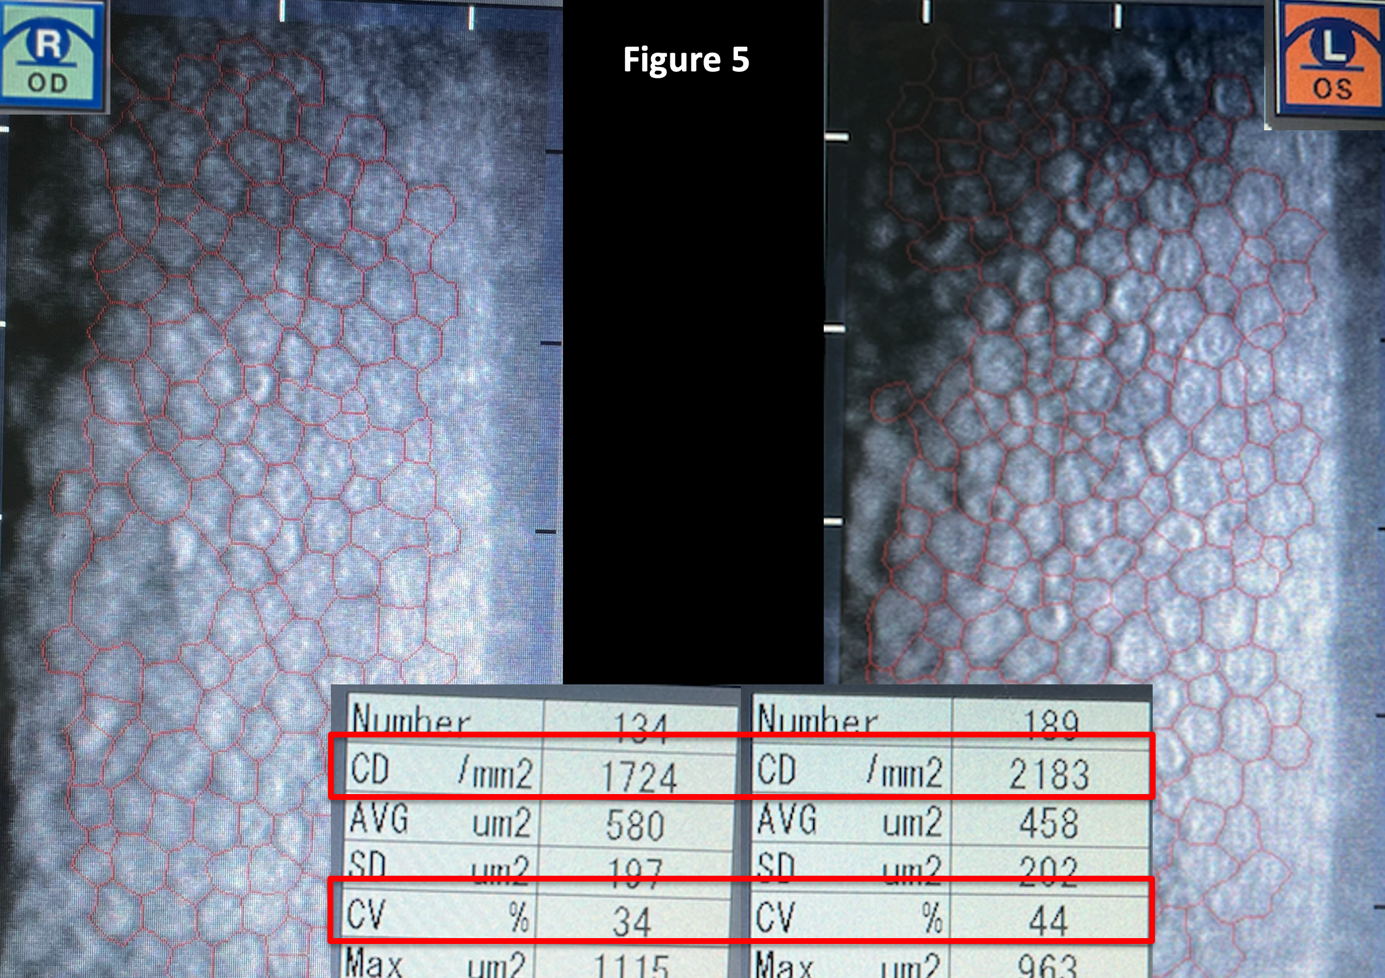 R
OD
Figure 5
L
OS
Number 134
CD /mm2 1724
AVG um2 580
SD um2 197
CV % 34
Max um2 1115
Number 189
CD /mm2 2183
AVG um2 458
SD um2 202
CV % 44
Max um2 963